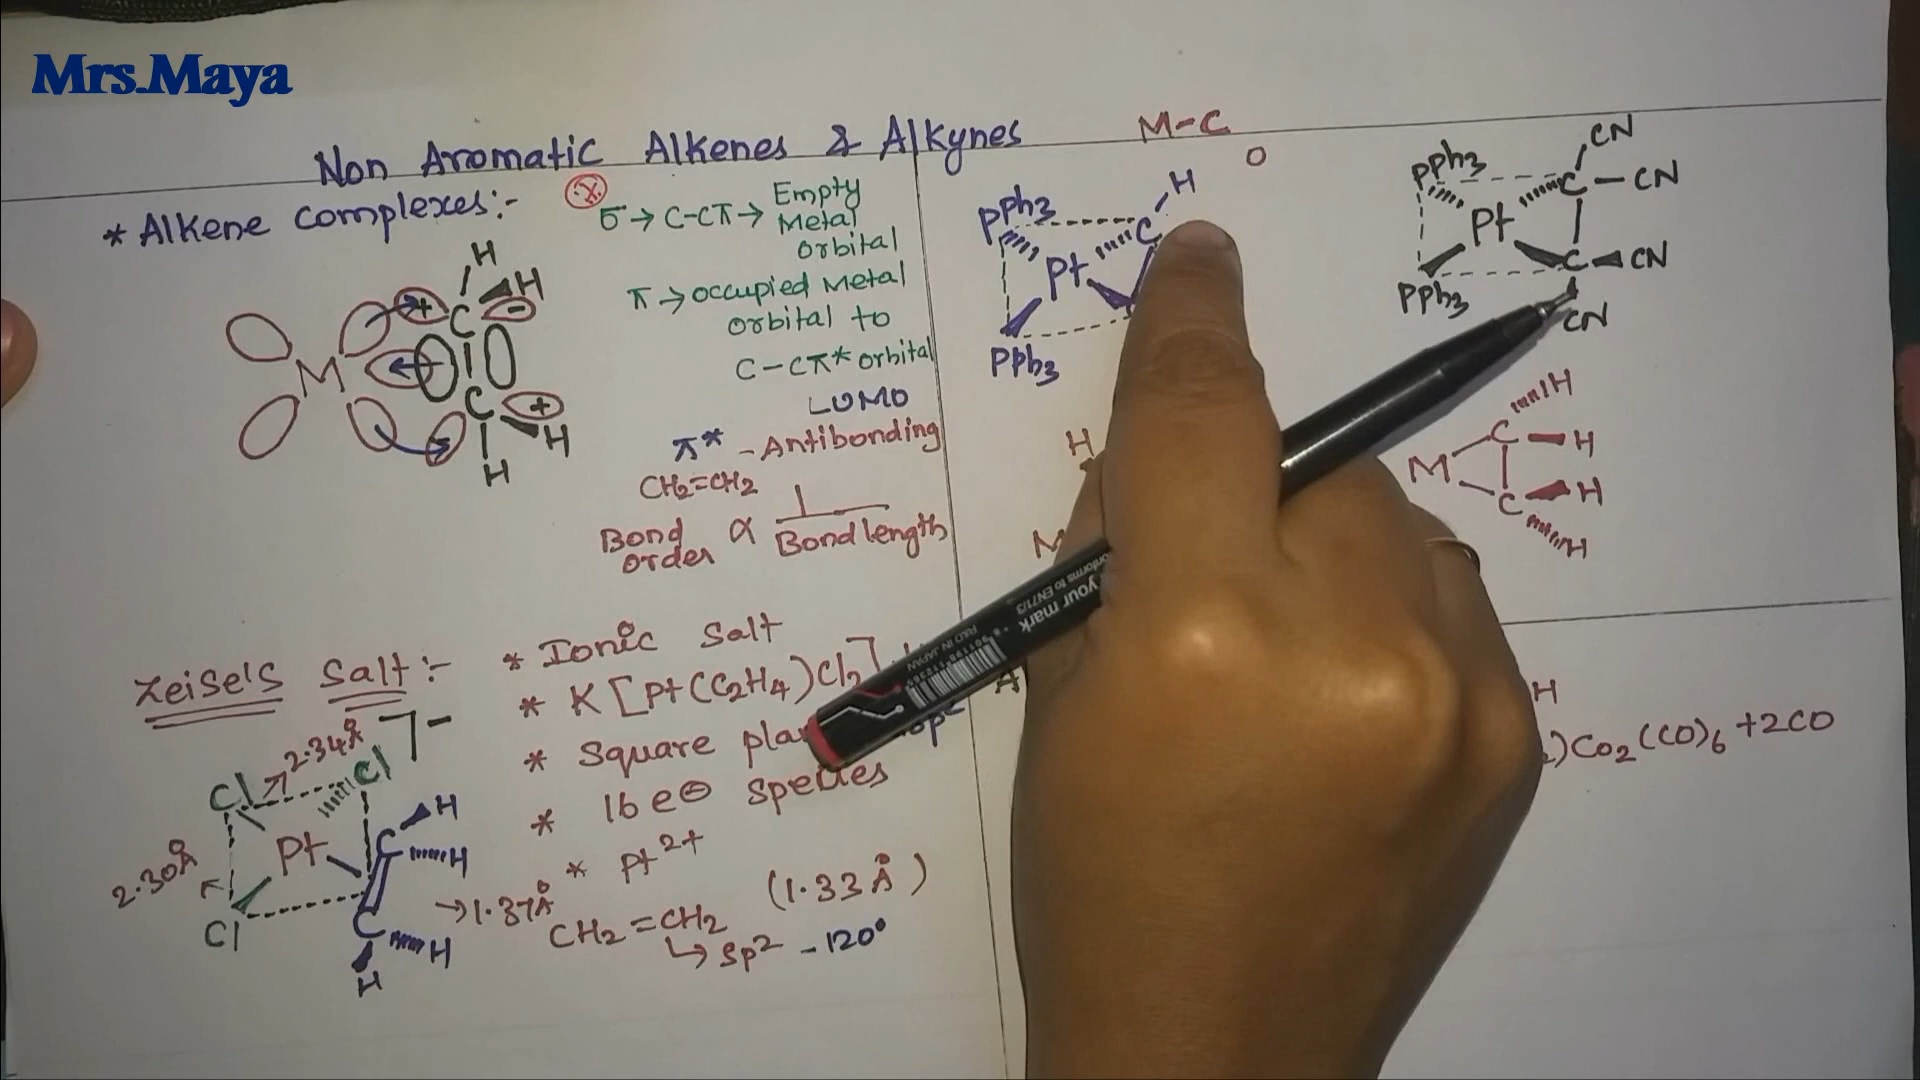 Mrs.Maya
Non Aromatic Alkenes & Alkynes
* Alkene complexes:-
H
H
+
C
-
M
C
+
H
H
σ → C-Cπ → Empty
Metal
orbital
π → occupied Metal
orbital to
C-Cπ* orbital
LUMO
π* - Antibonding
CH2=CH2
Bond order ∝ 1 / Bond length
Zeisel's Salt:-
* Ionic Salt
* K [Pt(C2H4)Cl3]
* Square
* 16 e⊖ species
* Pt2+
CH2=CH2 (1.33Å)
↳ sp2 - 120°
2.34Å
Cl
Cl
]-
Pt
2.30Å
Cl
C
H
H
→1.37Å
C
H
H
M-C
PPh3
H
C
Pt
PPh3
H
M
CN
PPh3
C - CN
Pt
C CN
PPh3
CN
H
C H
M
C H
H
H
)Co2(CO)6 + 2CO